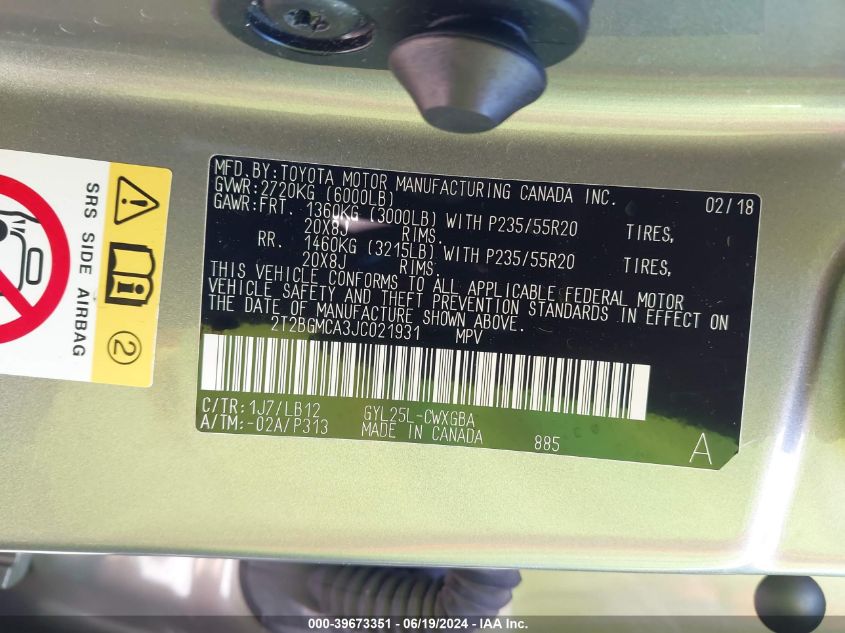 MFD.BY:TOYOTA MOTOR MANUFACTURING CANADA INC. 02/18
GVWR:2720KG (6000LB)
GAWR:FRT. 1360KG (3000LB) WITH P235/55R20 TIRES,
20X8J RIMS.
RR. 1460KG (3215LB) WITH P235/55R20 TIRES,
20X8J RIMS.
THIS VEHICLE CONFORMS TO ALL APPLICABLE FEDERAL MOTOR
VEHICLE SAFETY AND THEFT PREVENTION STANDARDS IN EFFECT ON
THE DATE OF MANUFACTURE SHOWN ABOVE.
2T2BGMCA3JC021931 MPV
C/TR:1J7/LB12 GYL25L-CWXGBA
A/TM:-02A/P313 MADE IN CANADA 885
A
SRS SIDE AIRBAG
2
000-39673351 - 06/19/2024 - IAA Inc.